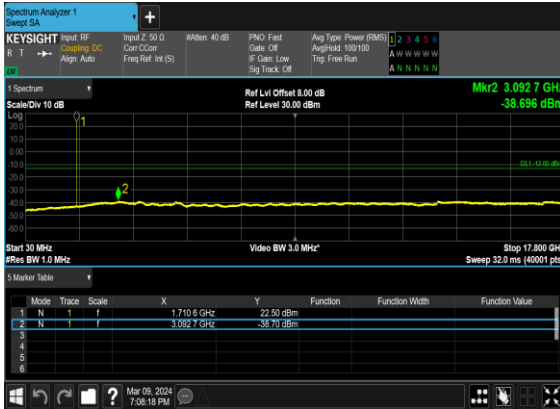 Spectrum Analyzer 1
Swept SA
+
KEYSIGHT
R T
LV
Input: RF
Coupling: DC
Align: Auto
Input Z: 50 Ω
Corr CCorr
Freq Ref: Int (S)
#Atten: 40 dB
PNO: Fast
Gate: Off
IF Gain: Low
Sig Track: Off
Avg Type: Power (RMS)
Avg|Hold: 100/100
Trig: Free Run
1 2 3 4 5 6
A W W W W W
A N N N N N
1 Spectrum
Scale/Div 10 dB
Ref Lvl Offset 8.00 dB
Ref Level 30.00 dBm
Mkr2 3.092 7 GHz
-38.696 dBm
Log
20.0
10.0
0.00
-10.0
-20.0
-30.0
-40.0
-50.0
-60.0
1
2
DL1 -13.00 dBm
Start 30 MHz
#Res BW 1.0 MHz
Video BW 3.0 MHz*
Stop 17.800 GHz
Sweep 32.0 ms (40001 pts)
5 Marker Table
Mode Trace Scale X Y Function Function Width Function Value
1 N 1 f 1.710 6 GHz 22.50 dBm
2 N 1 f 3.092 7 GHz -38.70 dBm
3
4
5
6
?
Mar 09, 2024
7:08:18 PM